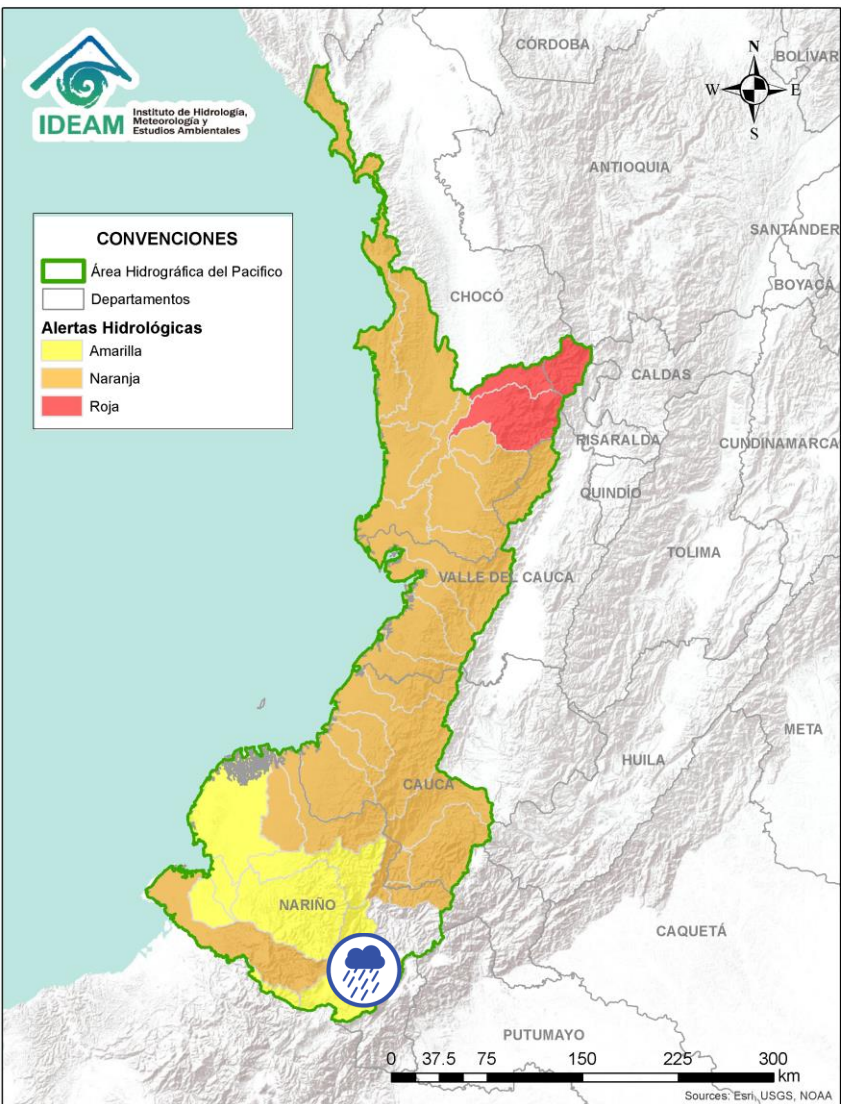 IDEAM
Instituto de Hidrología,
Meteorología y
Estudios Ambientales
CÓRDOBA
BOLÍVAR
N
W
E
S
ANTIOQUIA
SANTANDER
BOYACÁ
CONVENCIONES
Área Hidrográfica del Pacifico
Departamentos
Alertas Hidrológicas
Amarilla
Naranja
Roja
CHOCÓ
CALDAS
RISARALDA
CUNDINAMARCA
QUINDÍO
TOLIMA
VALLE DEL CAUCA
META
HUILA
CAUCA
NARIÑO
CAQUETÁ
PUTUMAYO
0 37.5 75 150 225 300
km
Sources: Esri, USGS, NOAA